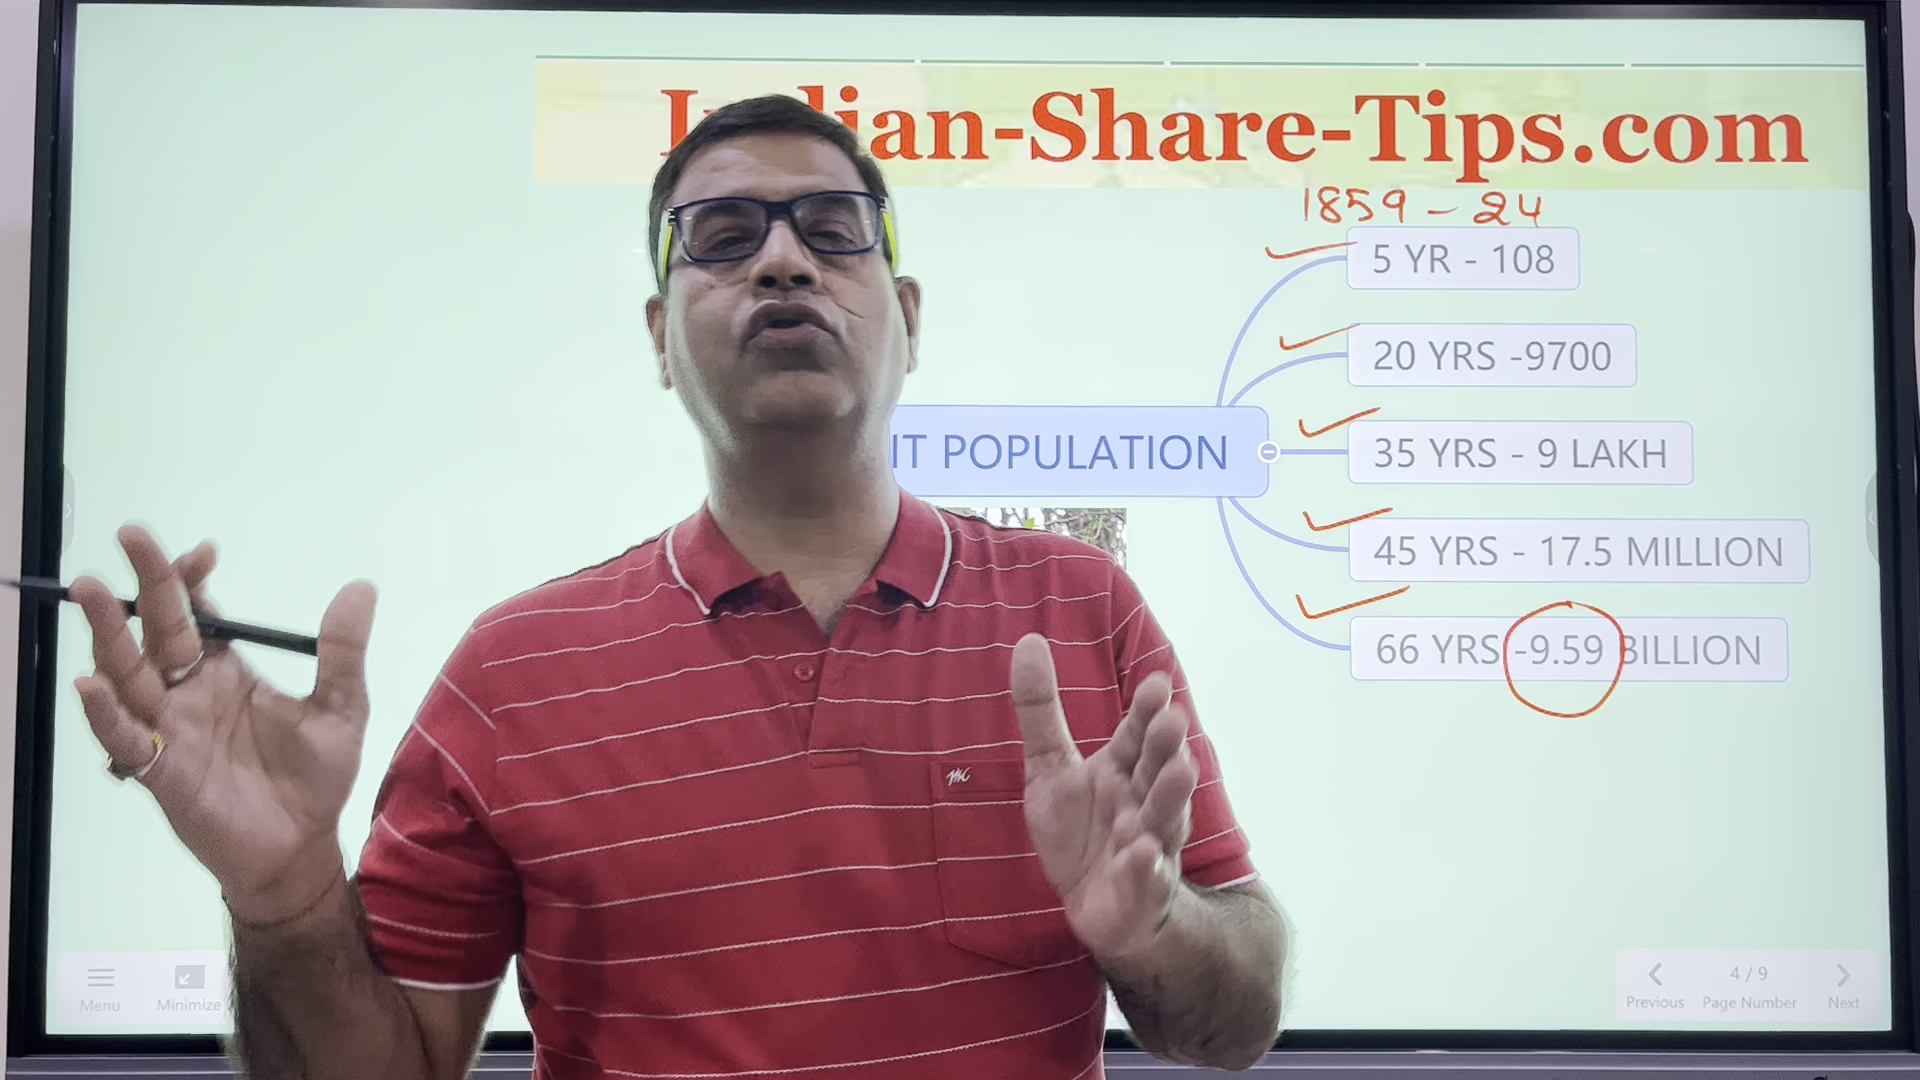 Indian-Share-Tips.com
1859 - 24
5 YR - 108
20 YRS -9700
IT POPULATION
35 YRS - 9 LAKH
45 YRS - 17.5 MILLION
66 YRS -9.59 BILLION
Menu
Minimize
4 / 9
Previous
Page Number
Next